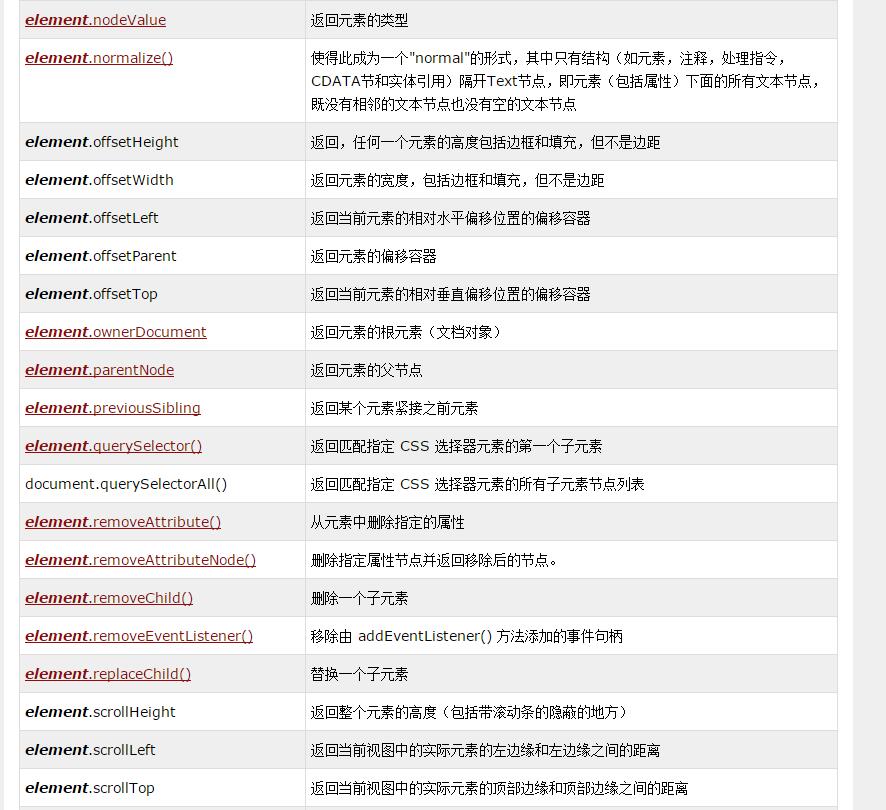 element.nodeValue 返回元素的类型
element.normalize() 使得此成为一个"normal"的形式，其中只有结构（如元素，注释，处理指令，
CDATA节和实体引用）隔开Text节点，即元素（包括属性）下面的所有文本节点，
既没有相邻的文本节点也没有空的文本节点
element.offsetHeight 返回，任何一个元素的高度包括边框和填充，但不是边距
element.offsetWidth 返回元素的宽度，包括边框和填充，但不是边距
element.offsetLeft 返回当前元素的相对水平偏移位置的偏移容器
element.offsetParent 返回元素的偏移容器
element.offsetTop 返回当前元素的相对垂直偏移位置的偏移容器
element.ownerDocument 返回元素的根元素（文档对象）
element.parentNode 返回元素的父节点
element.previousSibling 返回某个元素紧接之前元素
element.querySelector() 返回匹配指定 CSS 选择器元素的第一个子元素
document.querySelectorAll() 返回匹配指定 CSS 选择器元素的所有子元素节点列表
element.removeAttribute() 从元素中删除指定的属性
element.removeAttributeNode() 删除指定属性节点并返回移除后的节点。
element.removeChild() 删除一个子元素
element.removeEventListener() 移除由 addEventListener() 方法添加的事件句柄
element.replaceChild() 替换一个子元素
element.scrollHeight 返回整个元素的高度（包括带滚动条的隐蔽的地方）
element.scrollLeft 返回当前视图中的实际元素的左边缘和左边缘之间的距离
element.scrollTop 返回当前视图中的实际元素的顶部边缘和顶部边缘之间的距离